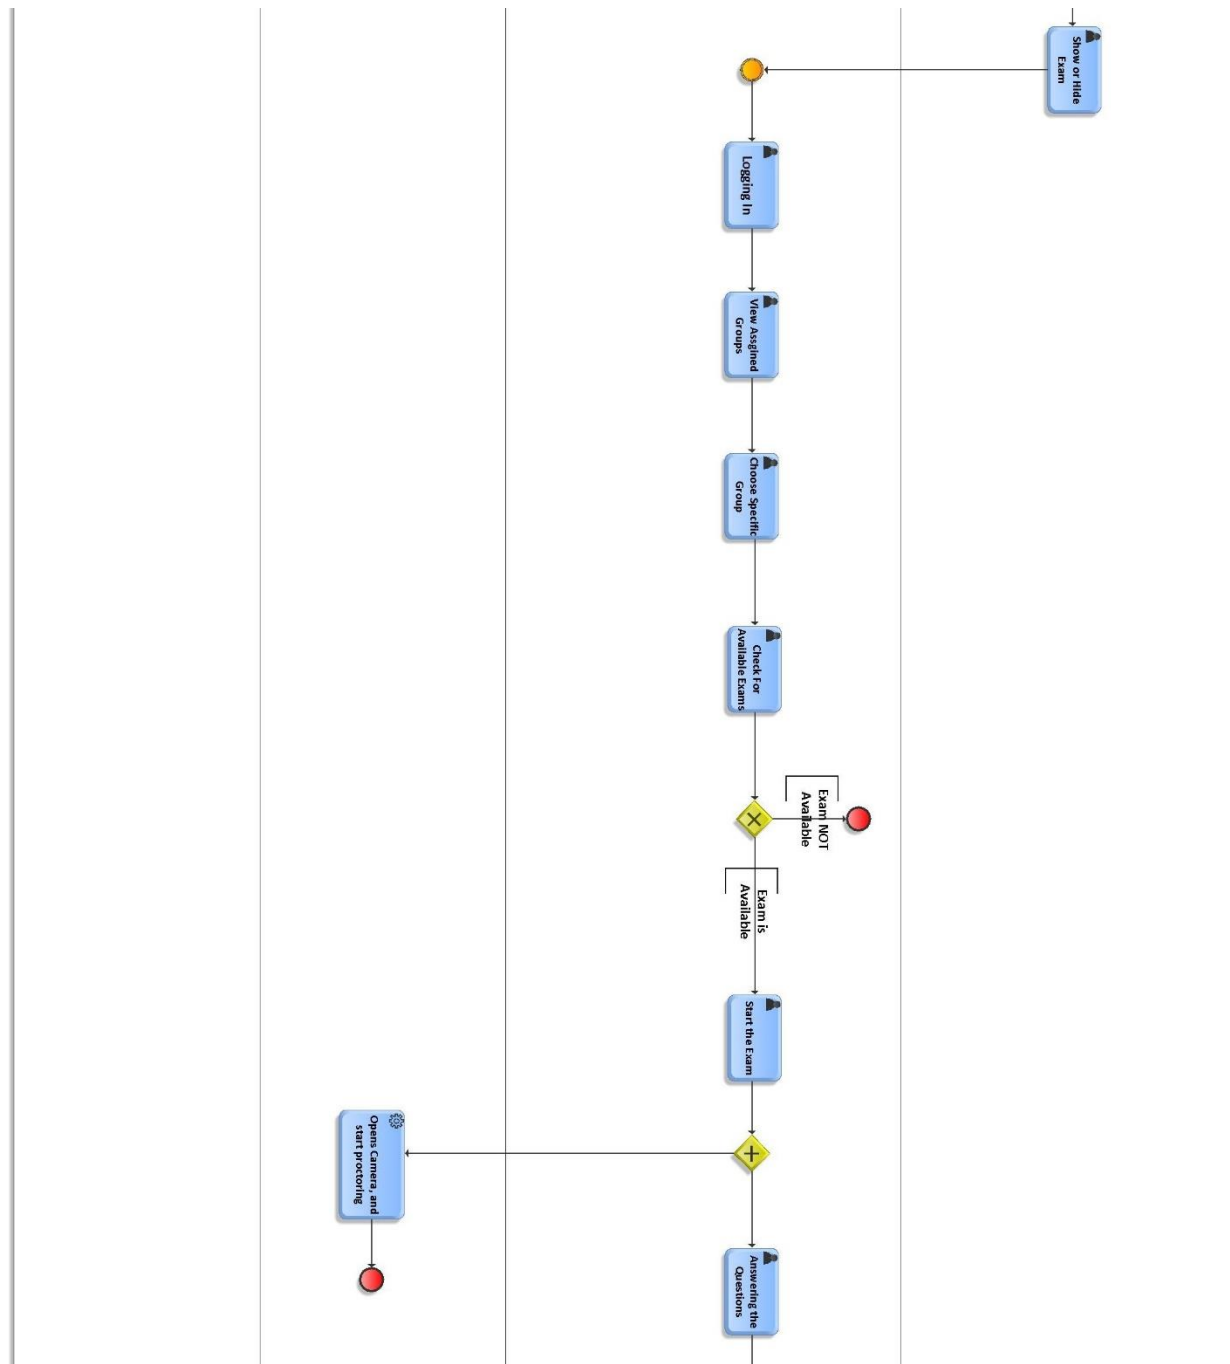 Show or Hide
Exam
Logging In
View Assgined
Groups
Choose Specific
Group
Check For
Available Exams
Exam NOT
Available
Exam is
Available
Start the Exam
Opens Camera, and
start proctoring
Answering the
Questions